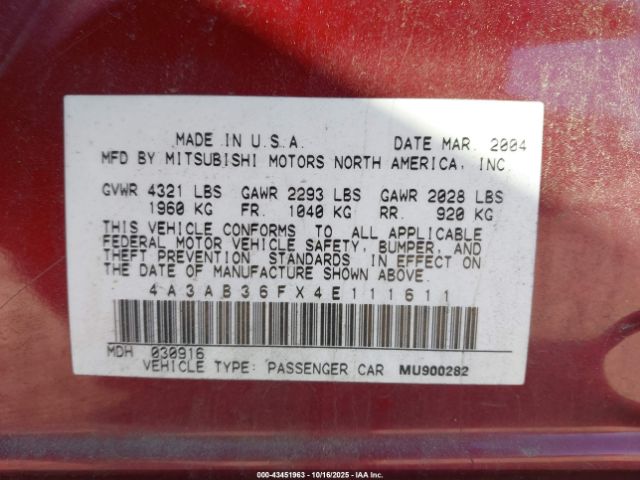 MADE IN U.S.A. DATE MAR. 2004
MFD BY MITSUBISHI MOTORS NORTH AMERICA, INC.
GVWR 4321 LBS GAWR 2293 LBS GAWR 2028 LBS
1960 KG FR. 1040 KG RR. 920 KG
THIS VEHICLE CONFORMS TO ALL APPLICABLE
FEDERAL MOTOR VEHICLE SAFETY, BUMPER, AND
THEFT PREVENTION STANDARDS IN EFFECT ON
THE DATE OF MANUFACTURE SHOWN ABOVE.
4A3AB36FX4E111611
MDH 030916
VEHICLE TYPE: PASSENGER CAR MU900282
000-43451963 | 10/16/2025 | IAA Inc.